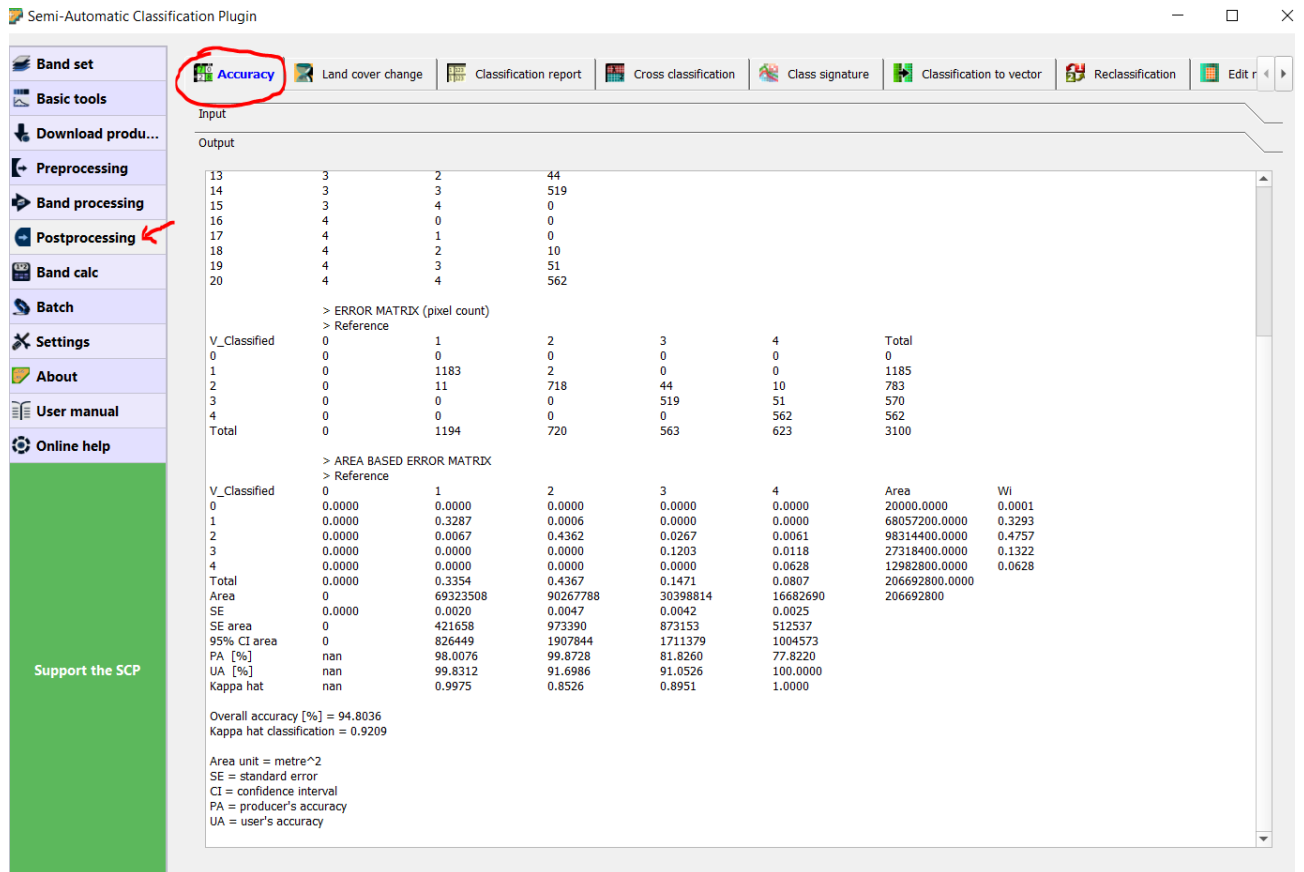 Semi-Automatic Classification Plugin
Band set
Basic tools
Download produ...
Preprocessing
Band processing
Postprocessing
Band calc
Batch
Settings
About
User manual
Online help
Support the SCP
Accuracy Land cover change Classification report Cross classification Class signature Classification to vector Reclassification Edit r
Input
Output
13 3 2 44
14 3 3 519
15 3 4 0
16 4 0 0
17 4 1 0
18 4 2 10
19 4 3 51
20 4 4 562
> ERROR MATRIX (pixel count)
> Reference
V_Classified 0 1 2 3 4 Total
0 0 0 0 0 0 0
1 0 1183 2 0 0 1185
2 0 11 718 44 10 783
3 0 0 0 519 51 570
4 0 0 0 0 562 562
Total 0 1194 720 563 623 3100
> AREA BASED ERROR MATRIX
> Reference
V_Classified 0 1 2 3 4 Area Wi
0 0.0000 0.0000 0.0000 0.0000 0.0000 20000.0000 0.0001
1 0.0000 0.3287 0.0006 0.0000 0.0000 68057200.0000 0.3293
2 0.0000 0.0067 0.4362 0.0267 0.0061 98314400.0000 0.4757
3 0.0000 0.0000 0.0000 0.1203 0.0118 27318400.0000 0.1322
4 0.0000 0.0000 0.0000 0.0000 0.0628 12982800.0000 0.0628
Total 0.0000 0.3354 0.4367 0.1471 0.0807 206692800.0000
Area 0 69323508 90267788 30398814 16682690 206692800
SE 0.0000 0.0020 0.0047 0.0042 0.0025
SE area 0 421658 973390 873153 512537
95% CI area 0 826449 1907844 1711379 1004573
PA [%] nan 98.0076 99.8728 81.8260 77.8220
UA [%] nan 99.8312 91.6986 91.0526 100.0000
Kappa hat nan 0.9975 0.8526 0.8951 1.0000
Overall accuracy [%] = 94.8036
Kappa hat classification = 0.9209
Area unit = metre^2
SE = standard error
CI = confidence interval
PA = producer's accuracy
UA = user's accuracy